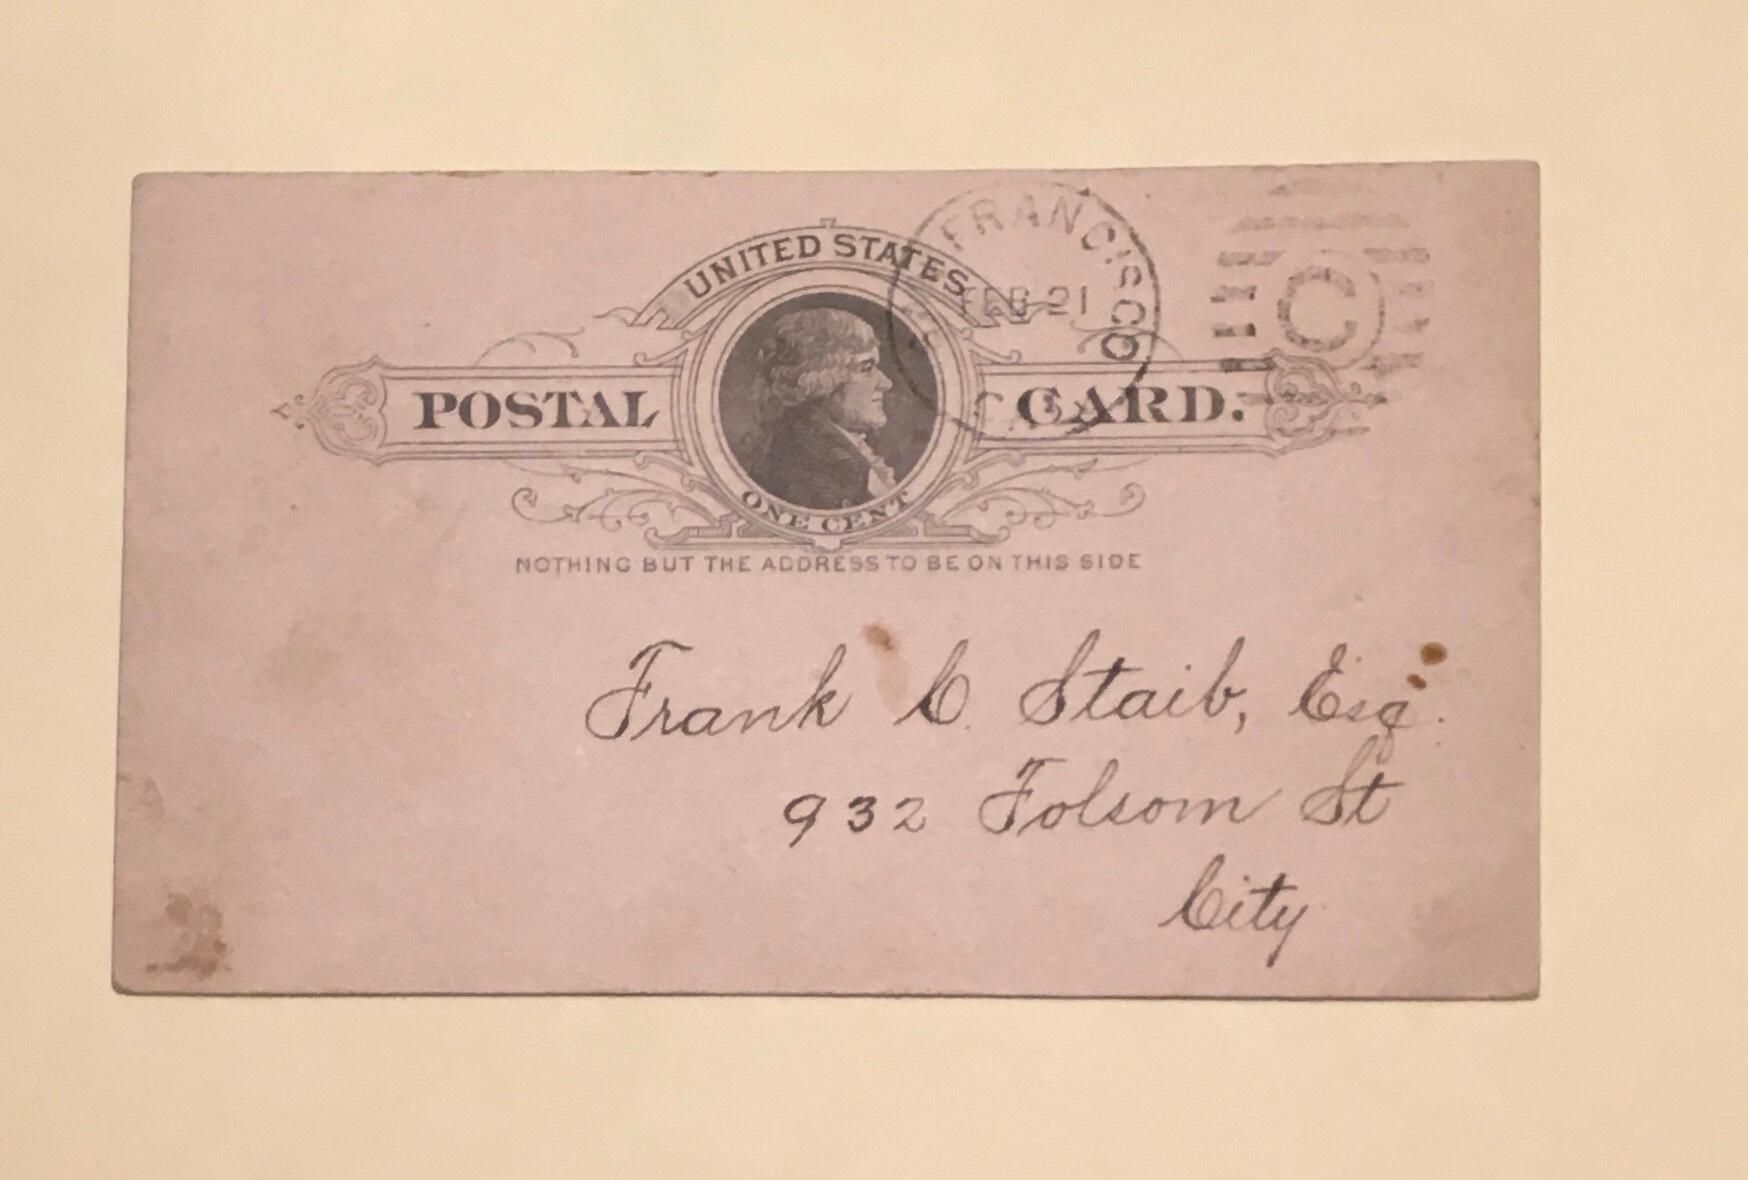 UNITED STATES
POSTAL CARD.
ONE CENT
NOTHING BUT THE ADDRESS TO BE ON THIS SIDE
FRANCISCO
FEB 21
C
Frank C. Staib, Esq.
932 Folsom St
City